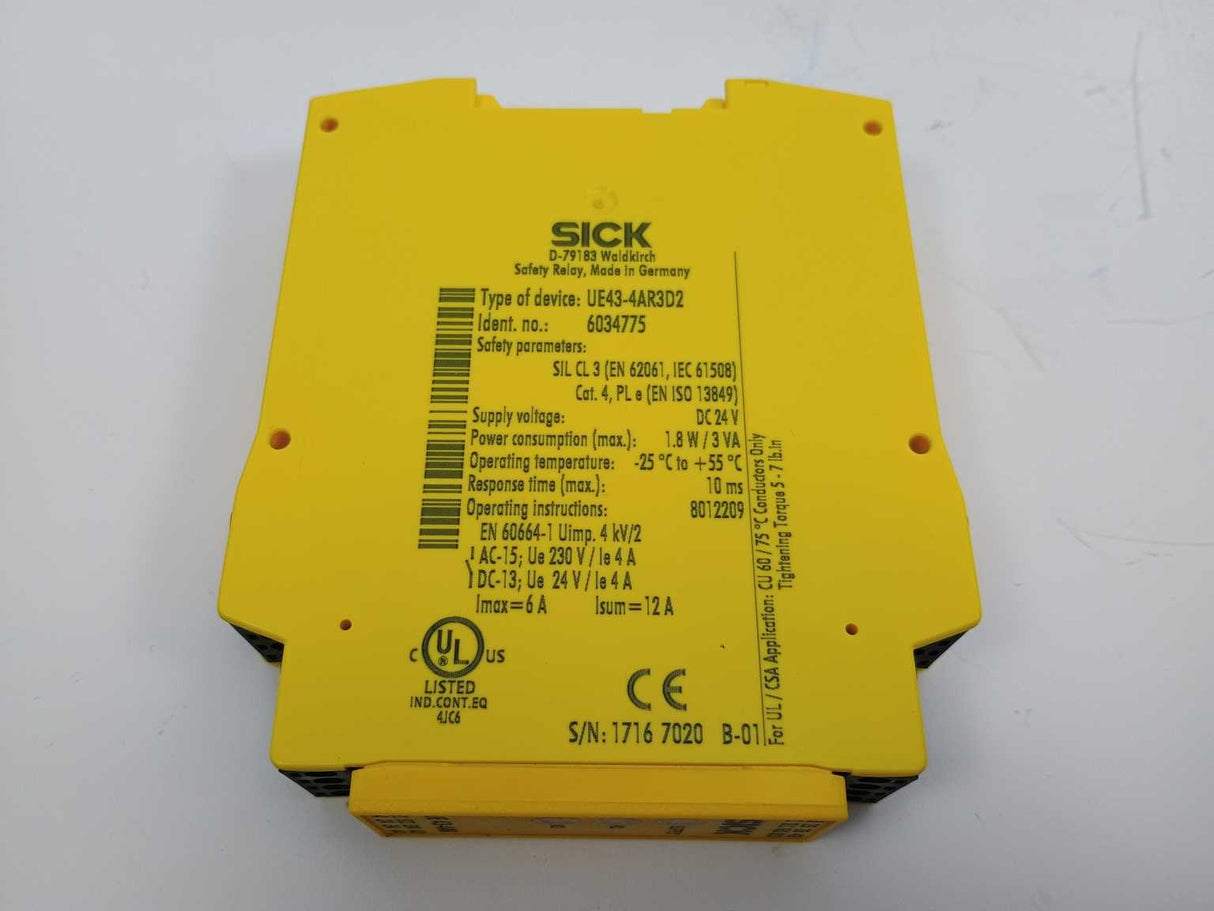 SICK
D-79183 Waldkirch
Safety Relay, Made in Germany
Type of device: UE43-4AR3D2
Ident. no.: 6034775
Safety parameters:
SIL CL 3 (EN 62061, IEC 61508)
Cat. 4, PL e (EN ISO 13849)
Supply voltage: DC 24 V
Power consumption (max.): 1.8 W / 3 VA
Operating temperature: -25 °C to +55 °C
Response time (max.): 10 ms
Operating instructions: 8012209
EN 60664-1 Uimp. 4 kV/2
AC-15; Ue 230 V / Ie 4 A
DC-13; Ue 24 V / Ie 4 A
Imax=6 A Isum=12 A
For UL / CSA Application: CU 60 / 75 °C Conductors Only
Tightening Torque 5 - 7 lb.in
C UL ® US
LISTED
IND.CONT.EQ
4JC6
CE
S/N: 1716 7020 B-01
SICK